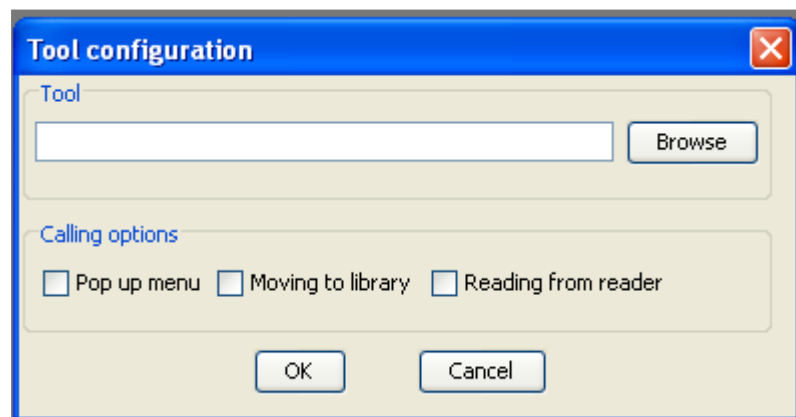 Tool configuration
Tool
Browse
Calling options
Pop up menu Moving to library Reading from reader
OK Cancel